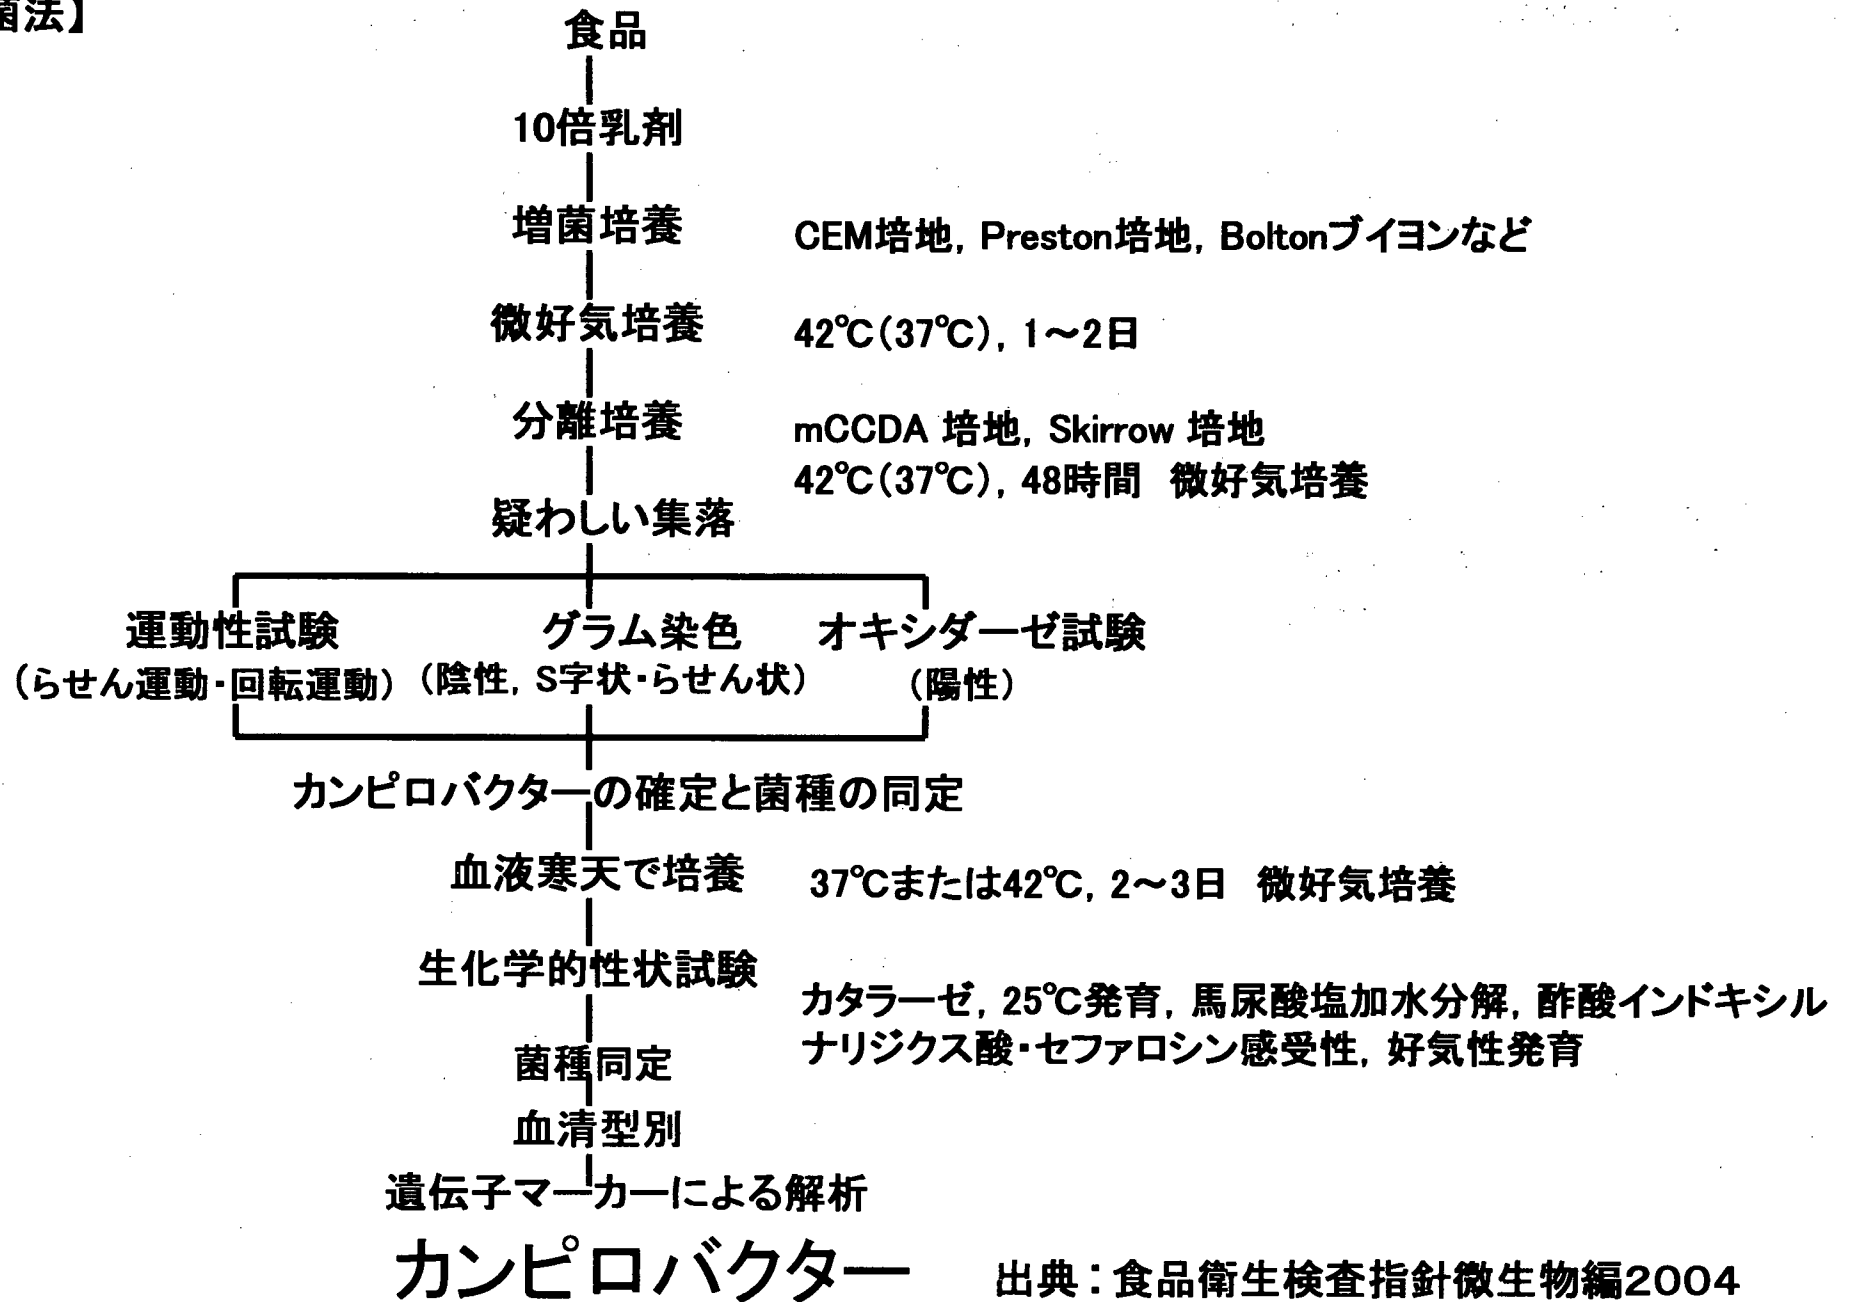 菌法】
食品
10倍乳剤
増菌培養 CEM培地, Preston培地, Boltonブイヨンなど
微好気培養 42℃(37℃), 1～2日
分離培養 mCCDA 培地, Skirrow 培地
42℃(37℃), 48時間 微好気培養
疑わしい集落
運動性試験 グラム染色 オキシダーゼ試験
(らせん運動・回転運動) (陰性, S字状・らせん状) (陽性)
カンピロバクターの確定と菌種の同定
血液寒天で培養 37℃または42℃, 2～3日 微好気培養
生化学的性状試験
カタラーゼ, 25℃発育, 馬尿酸塩加水分解, 酢酸インドキシル
ナリジクス酸・セファロシン感受性, 好気性発育
菌種同定
血清型別
遺伝子マーカーによる解析
カンピロバクター 出典：食品衛生検査指針微生物編2004